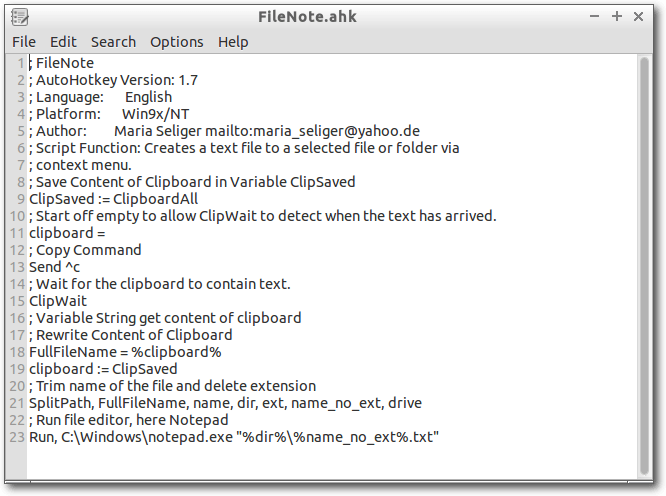 FileNote.ahk
File Edit Search Options Help
1 ; FileNote
2 ; AutoHotkey Version: 1.7
3 ; Language: English
4 ; Platform: Win9x/NT
5 ; Author: Maria Seliger mailto:maria_seliger@yahoo.de
6 ; Script Function: Creates a text file to a selected file or folder via
7 ; context menu.
8 ; Save Content of Clipboard in Variable ClipSaved
9 ClipSaved := ClipboardAll
10 ; Start off empty to allow ClipWait to detect when the text has arrived.
11 clipboard =
12 ; Copy Command
13 Send ^c
14 ; Wait for the clipboard to contain text.
15 ClipWait
16 ; Variable String get content of clipboard
17 ; Rewrite Content of Clipboard
18 FullFileName = %clipboard%
19 clipboard := ClipSaved
20 ; Trim name of the file and delete extension
21 SplitPath, FullFileName, name, dir, ext, name_no_ext, drive
22 ; Run file editor, here Notepad
23 Run, C:\Windows\notepad.exe "%dir%\%name_no_ext%.txt"